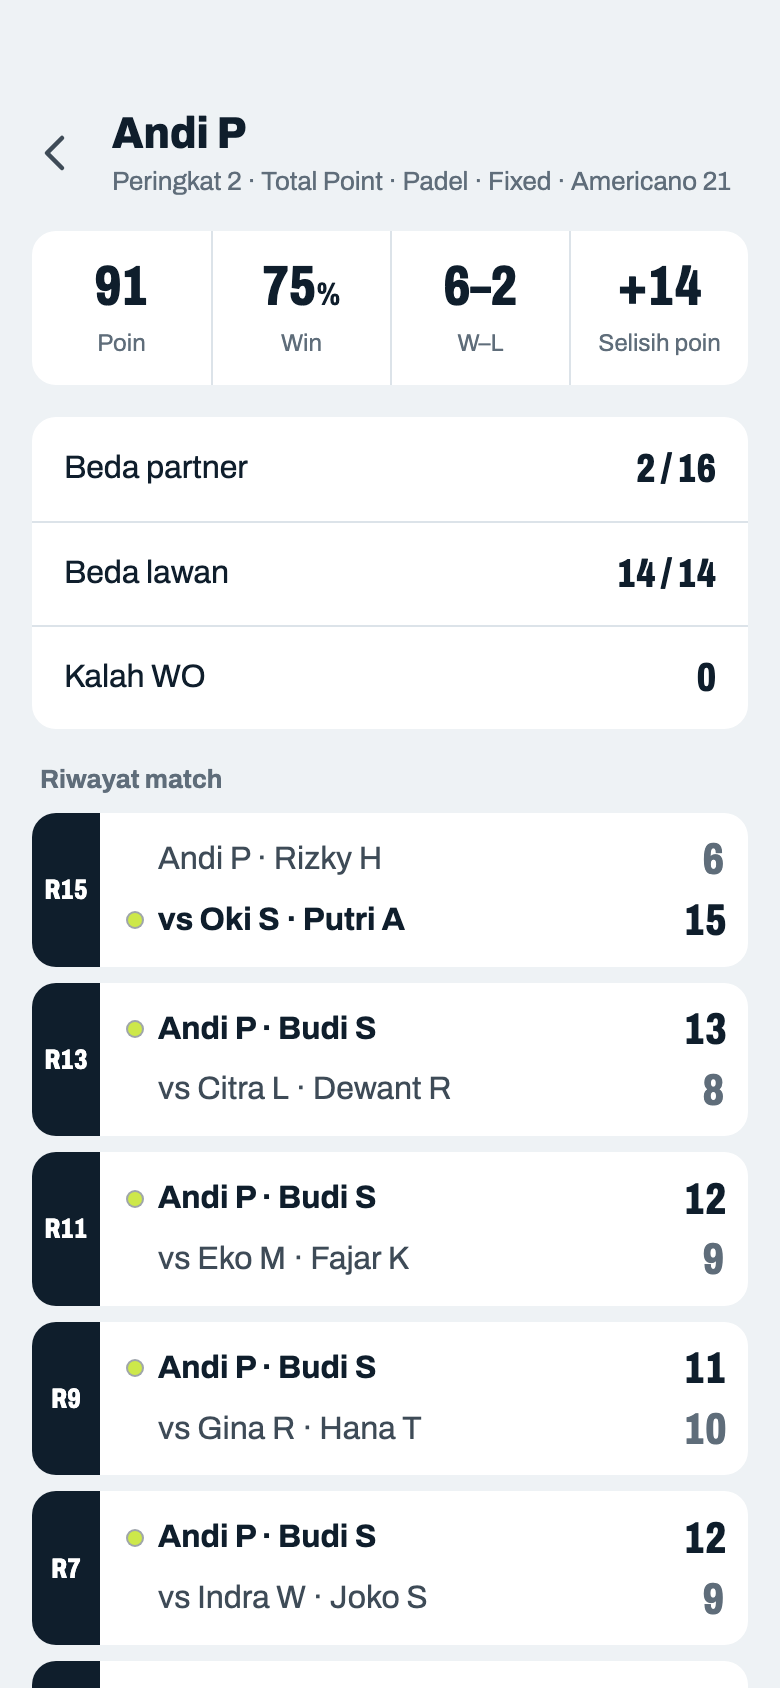 Andi P
Peringkat 2 · Total Point · Padel · Fixed · Americano 21
91
Poin
75%
Win
6–2
W–L
+14
Selisih poin
Beda partner 2/16
Beda lawan 14/14
Kalah WO 0
Riwayat match
R15
Andi P · Rizky H 6
vs Oki S · Putri A 15
R13
Andi P · Budi S 13
vs Citra L · Dewant R 8
R11
Andi P · Budi S 12
vs Eko M · Fajar K 9
R9
Andi P · Budi S 11
vs Gina R · Hana T 10
R7
Andi P · Budi S 12
vs Indra W · Joko S 9